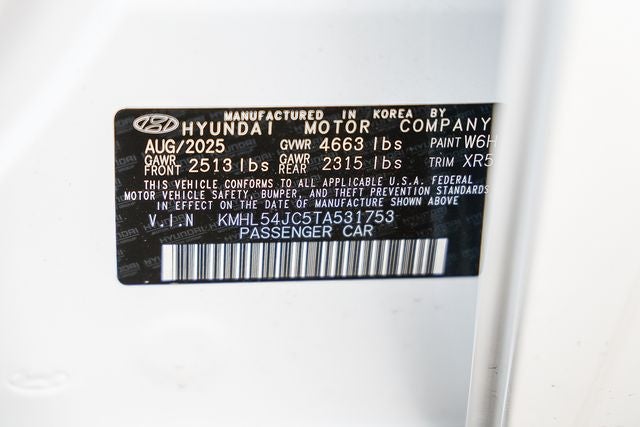 MANUFACTURED IN KOREA BY
HYUNDAI MOTOR COMPANY
AUG/2025 GVWR 4663 lbs PAINT W6H
GAWR FRONT 2513 lbs GAWR REAR 2315 lbs TRIM XR5
THIS VEHICLE CONFORMS TO ALL APPLICABLE U.S.A. FEDERAL
MOTOR VEHICLE SAFETY, BUMPER, AND THEFT PREVENTION STANDARDS
IN EFFECT ON THE DATE OF MANUFACTURE SHOWN ABOVE
V.I.N KMHL54JC5TA531753
PASSENGER CAR